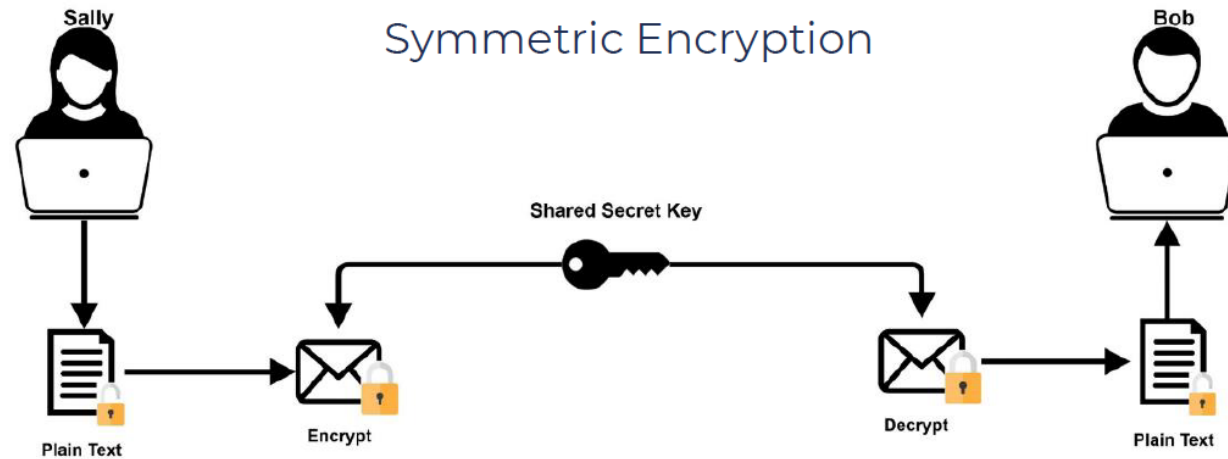 Sally
Symmetric Encryption
Bob
Shared Secret Key
Plain Text
Encrypt
Decrypt
Plain Text